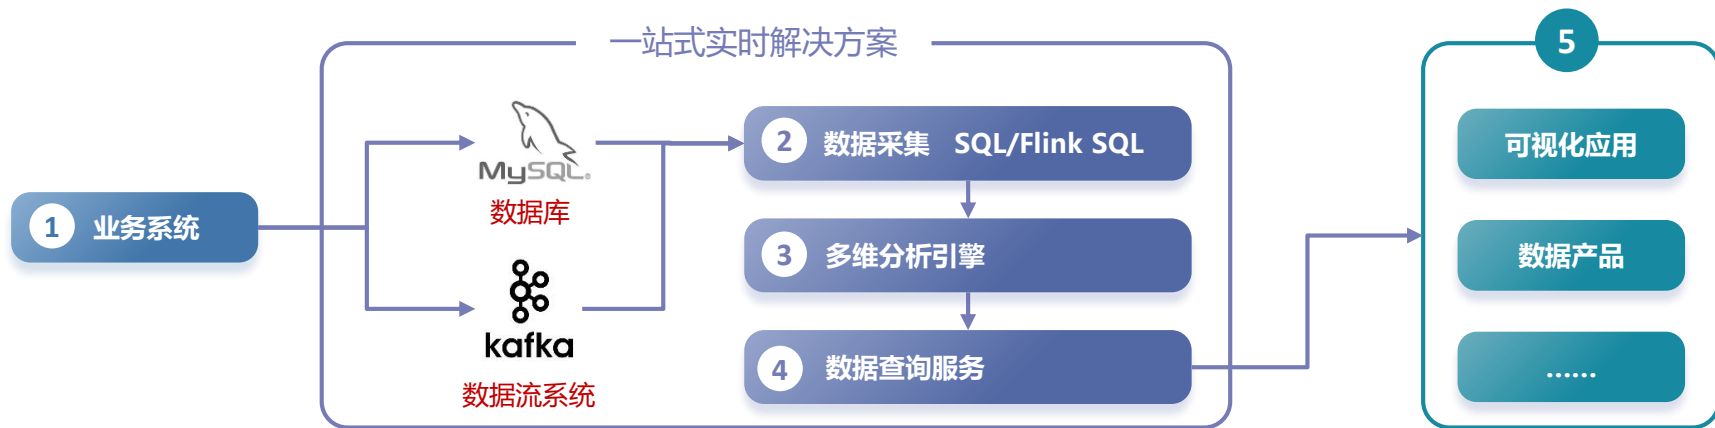 一站式实时解决方案
1 业务系统
MySQL®
数据库
kafka
数据流系统
2 数据采集 SQL/Flink SQL
3 多维分析引擎
4 数据查询服务
5
可视化应用
数据产品
......